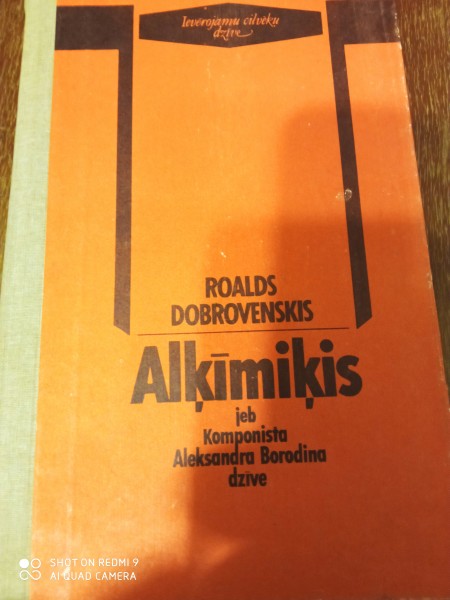 Ievērojamu cilvēku
dzīve
ROALDS
DOBROVENSKIS
Alķīmiķis
jeb
Komponista
Aleksandra Borodina
dzīve
SHOT ON REDMI 9
AI QUAD CAMERA